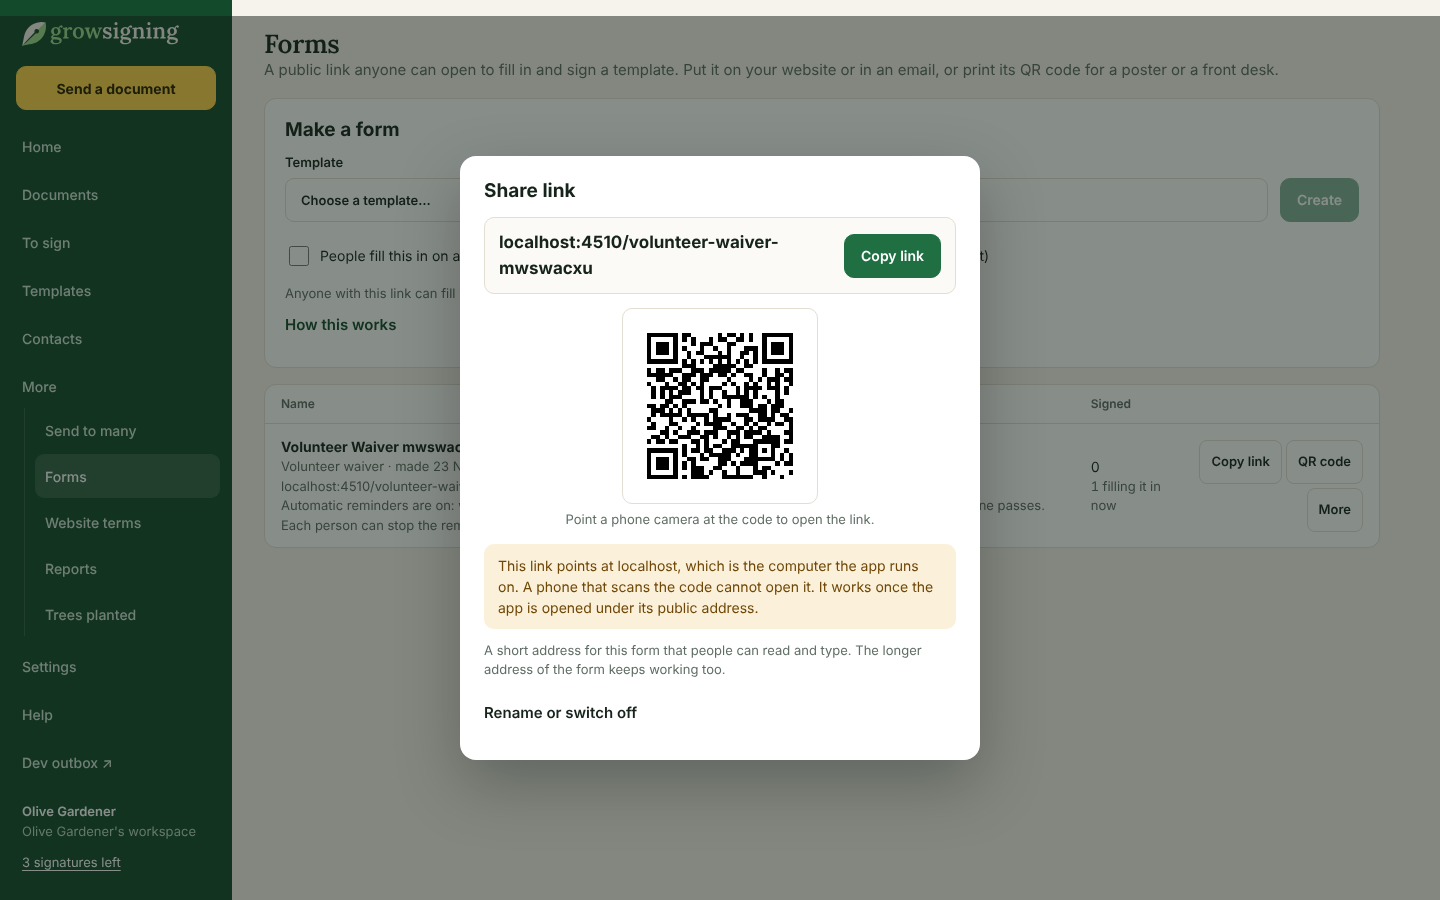 growsigning
Send a document
Home
Documents
To sign
Templates
Contacts
More
Send to many
Forms
Website terms
Reports
Trees planted
Settings
Help
Dev outbox ↗
Olive Gardener
Olive Gardener's workspace
3 signatures left
Forms
A public link anyone can open to fill in and sign a template. Put it on your website or in an email, or print its QR code for a poster or a front desk.
Make a form
Template
Choose a template...
Create
People fill this in on a
t)
Anyone with this link can fill
How this works
Name
Signed
Volunteer Waiver mwswac
Volunteer waiver · made 23 N
localhost:4510/volunteer-wai
Automatic reminders are on:
ne passes.
Each person can stop the rem
0
1 filling it in
now
Copy link
QR code
More
Share link
localhost:4510/volunteer-waiver-
mwswacxu
Copy link
Point a phone camera at the code to open the link.
This link points at localhost, which is the computer the app runs
on. A phone that scans the code cannot open it. It works once the
app is opened under its public address.
A short address for this form that people can read and type. The longer
address of the form keeps working too.
Rename or switch off